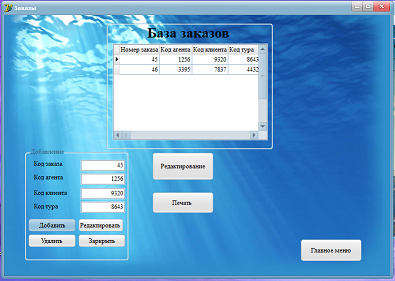 Заказы
База заказов
Номер заказа Код агента Код клиента Код тура
45 1256 9320 8643
46 3395 7837 4432
Добавление
Код заказа 45
Код агента 1256
Код клиента 9320
Код тура 8643
Добавить Редактировать
Удалить Заркрыть
Редактирование
Печать
Главное меню